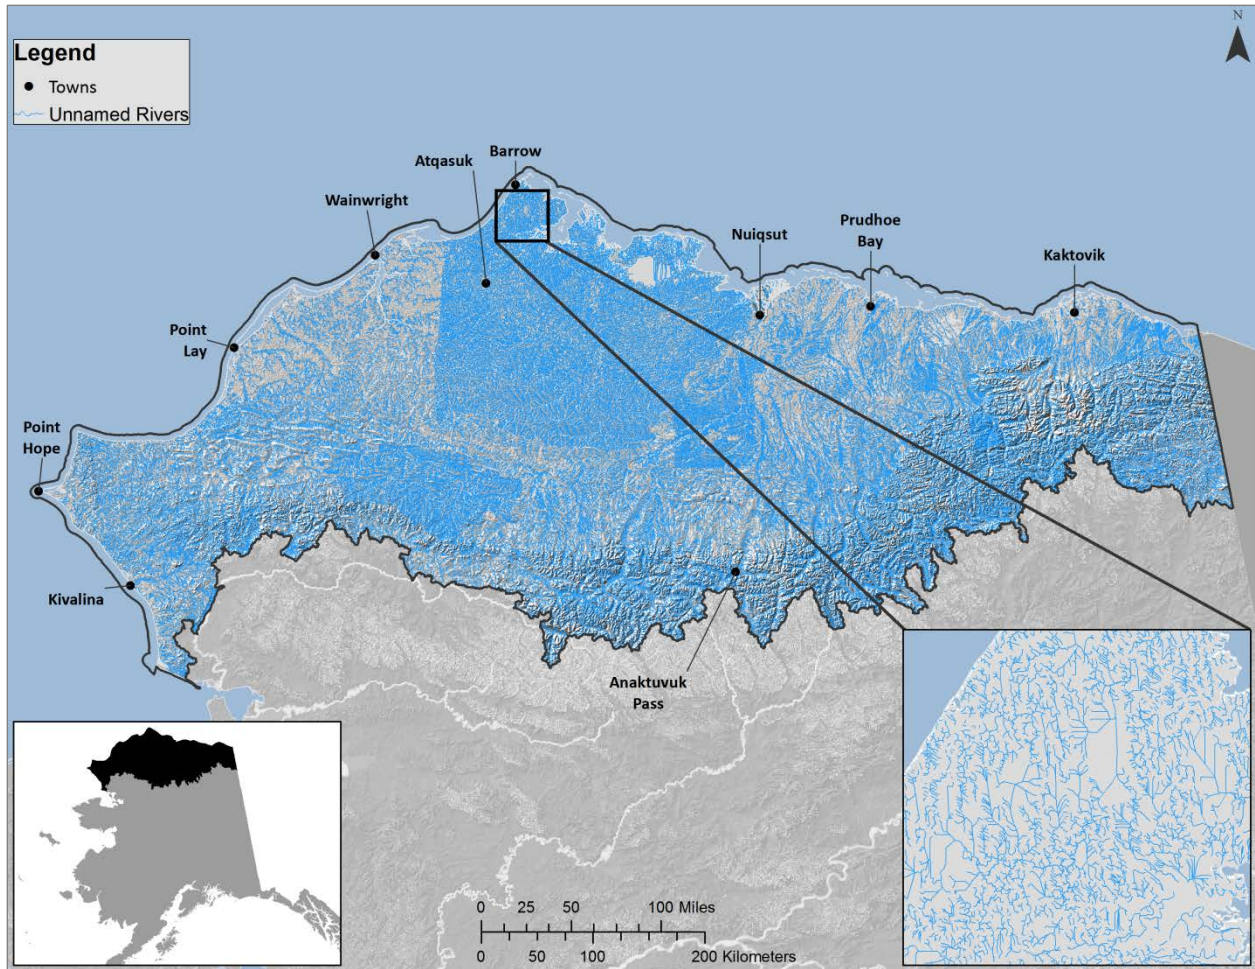 N
Legend
Towns
Unnamed Rivers
Barrow
Atqasuk
Wainwright
Nuiqsut
Prudhoe
Bay
Kaktovik
Point
Lay
Point
Hope
Kivalina
Anaktuvuk
Pass
0 25 50 100 Miles
0 50 100 200 Kilometers